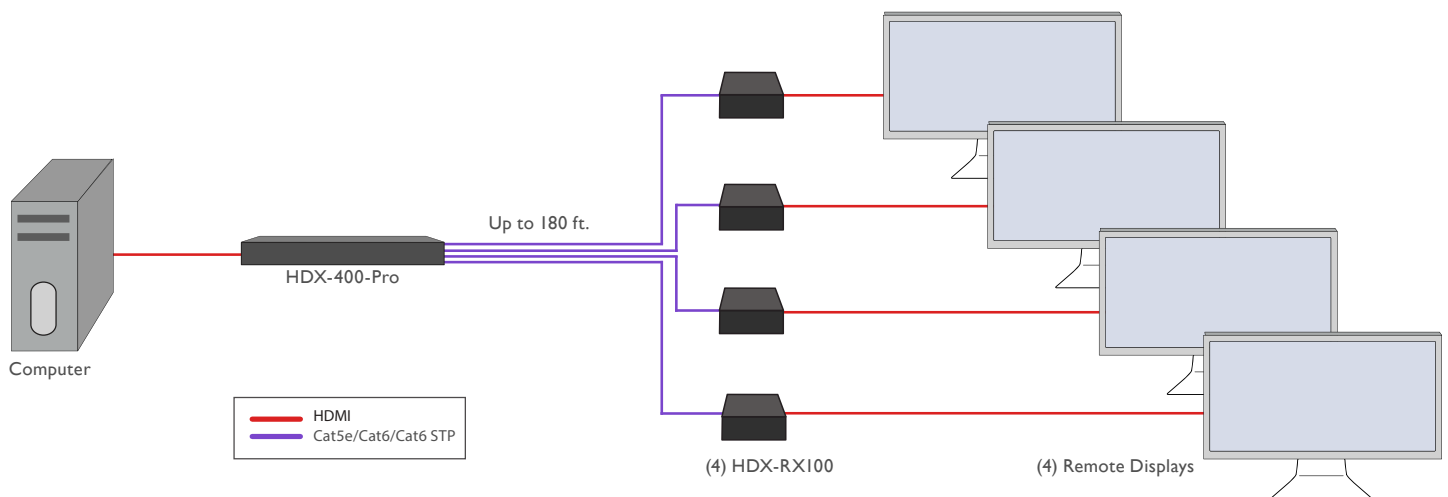 Up to 180 ft.
HDX-400-Pro
Computer
HDMI
Cat5e/Cat6/Cat6 STP
(4) HDX-RX100
(4) Remote Displays